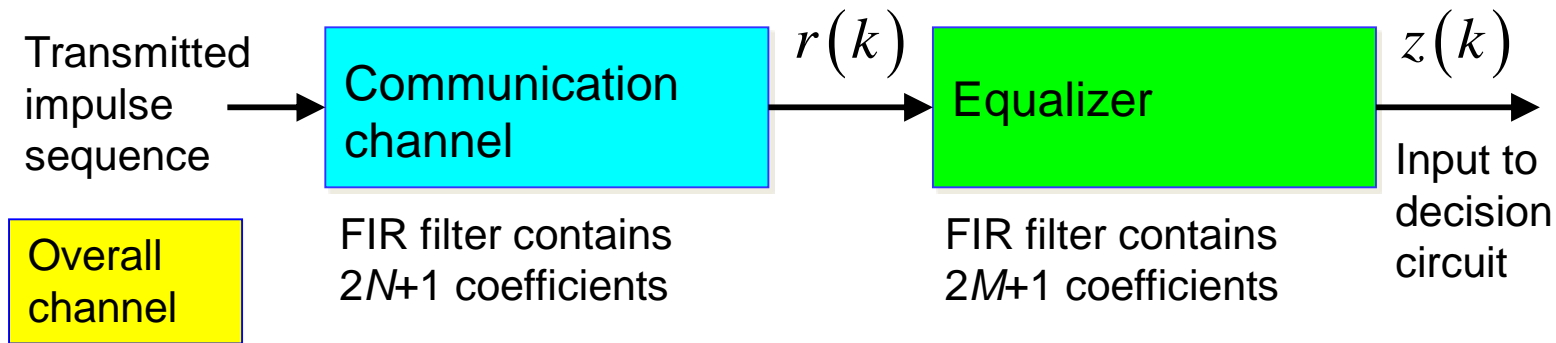 Transmitted
impulse
sequence
Communication
channel
r(k)
Equalizer
z(k)
Input to
decision
circuit
Overall
channel
FIR filter contains
2N+1 coefficients
FIR filter contains
2M+1 coefficients